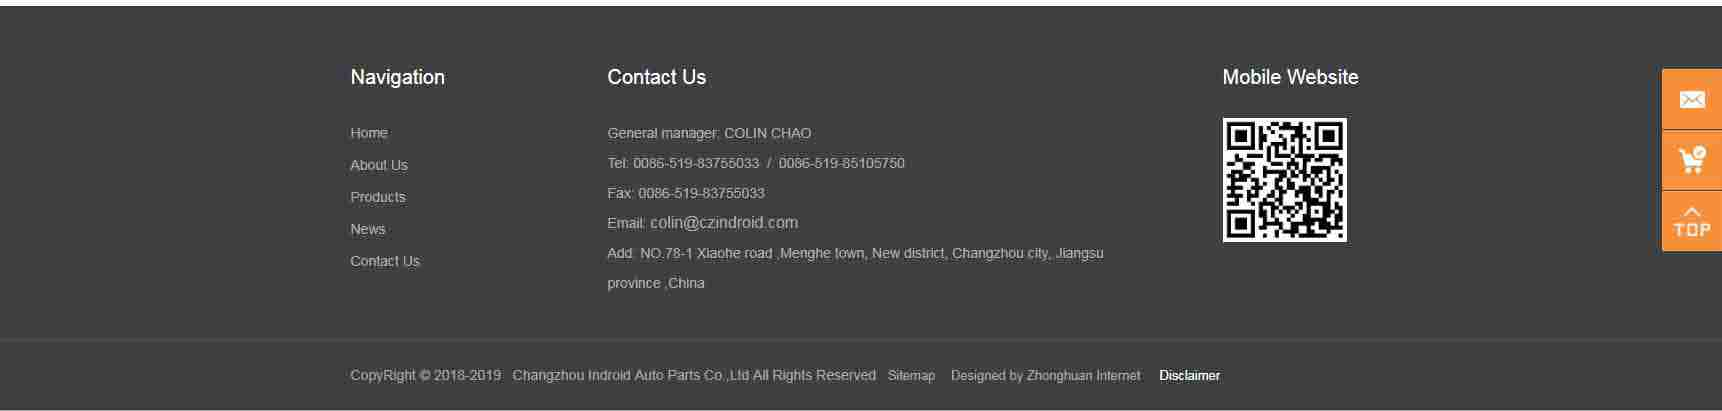 Navigation
Home
About Us
Products
News
Contact Us
Contact Us
General manager: COLIN CHAO
Tel: 0086-519-83755033 / 0086-519-85105750
Fax: 0086-519-83755033
Email: colin@czindroid.com
Add: NO.78-1 Xiaohe road ,Menghe town, New district, Changzhou city, Jiangsu
province ,China
Mobile Website
TOP
CopyRight © 2018-2019 Changzhou Indroid Auto Parts Co.,Ltd All Rights Reserved Sitemap Designed by Zhonghuan Internet Disclaimer